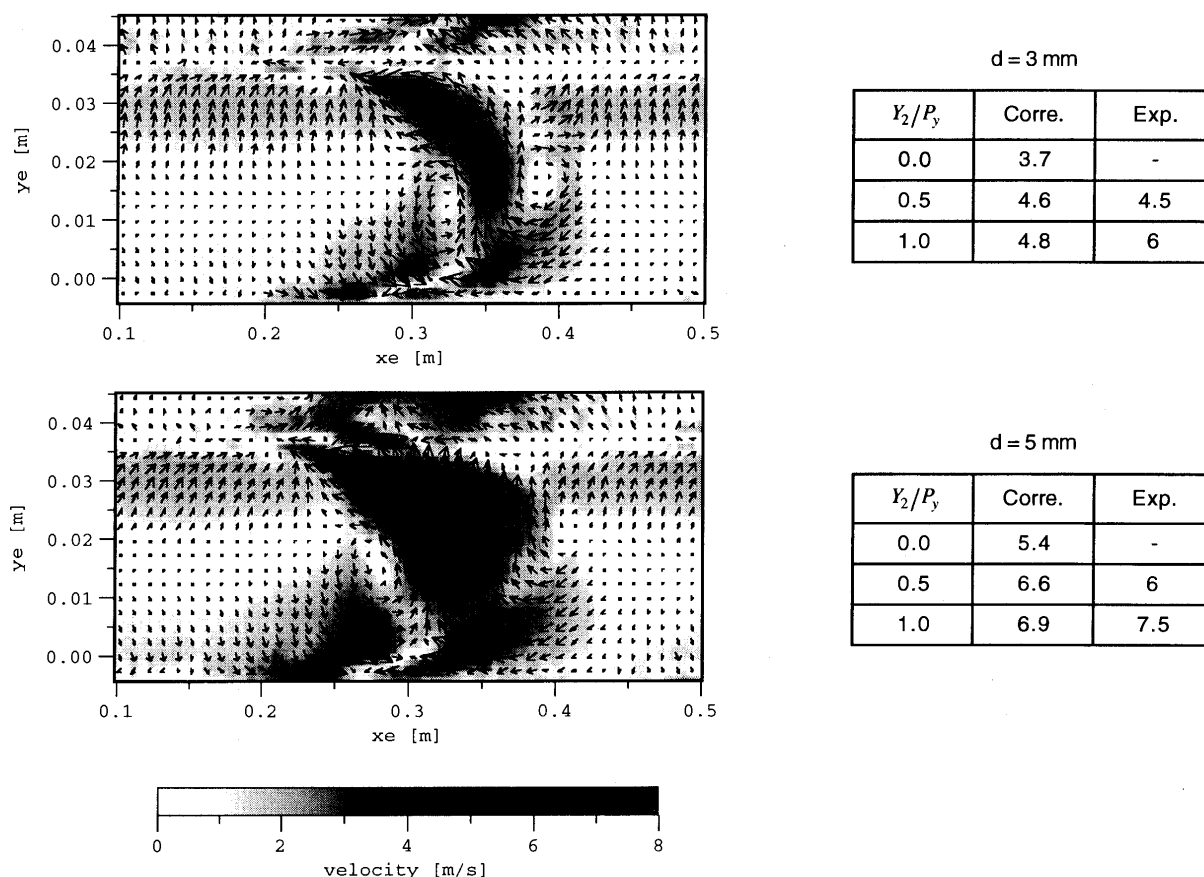 0.04
0.03
0.02
0.01
0.00
ye [m]
0.1 0.2 0.3 0.4 0.5
xe [m]
d = 3 mm
Y₂/Pᵧ Corre. Exp.
0.0 3.7 -
0.5 4.6 4.5
1.0 4.8 6
0.04
0.03
0.02
0.01
0.00
ye [m]
0.1 0.2 0.3 0.4 0.5
xe [m]
d = 5 mm
Y₂/Pᵧ Corre. Exp.
0.0 5.4 -
0.5 6.6 6
1.0 6.9 7.5
0 2 4 6 8
velocity [m/s]